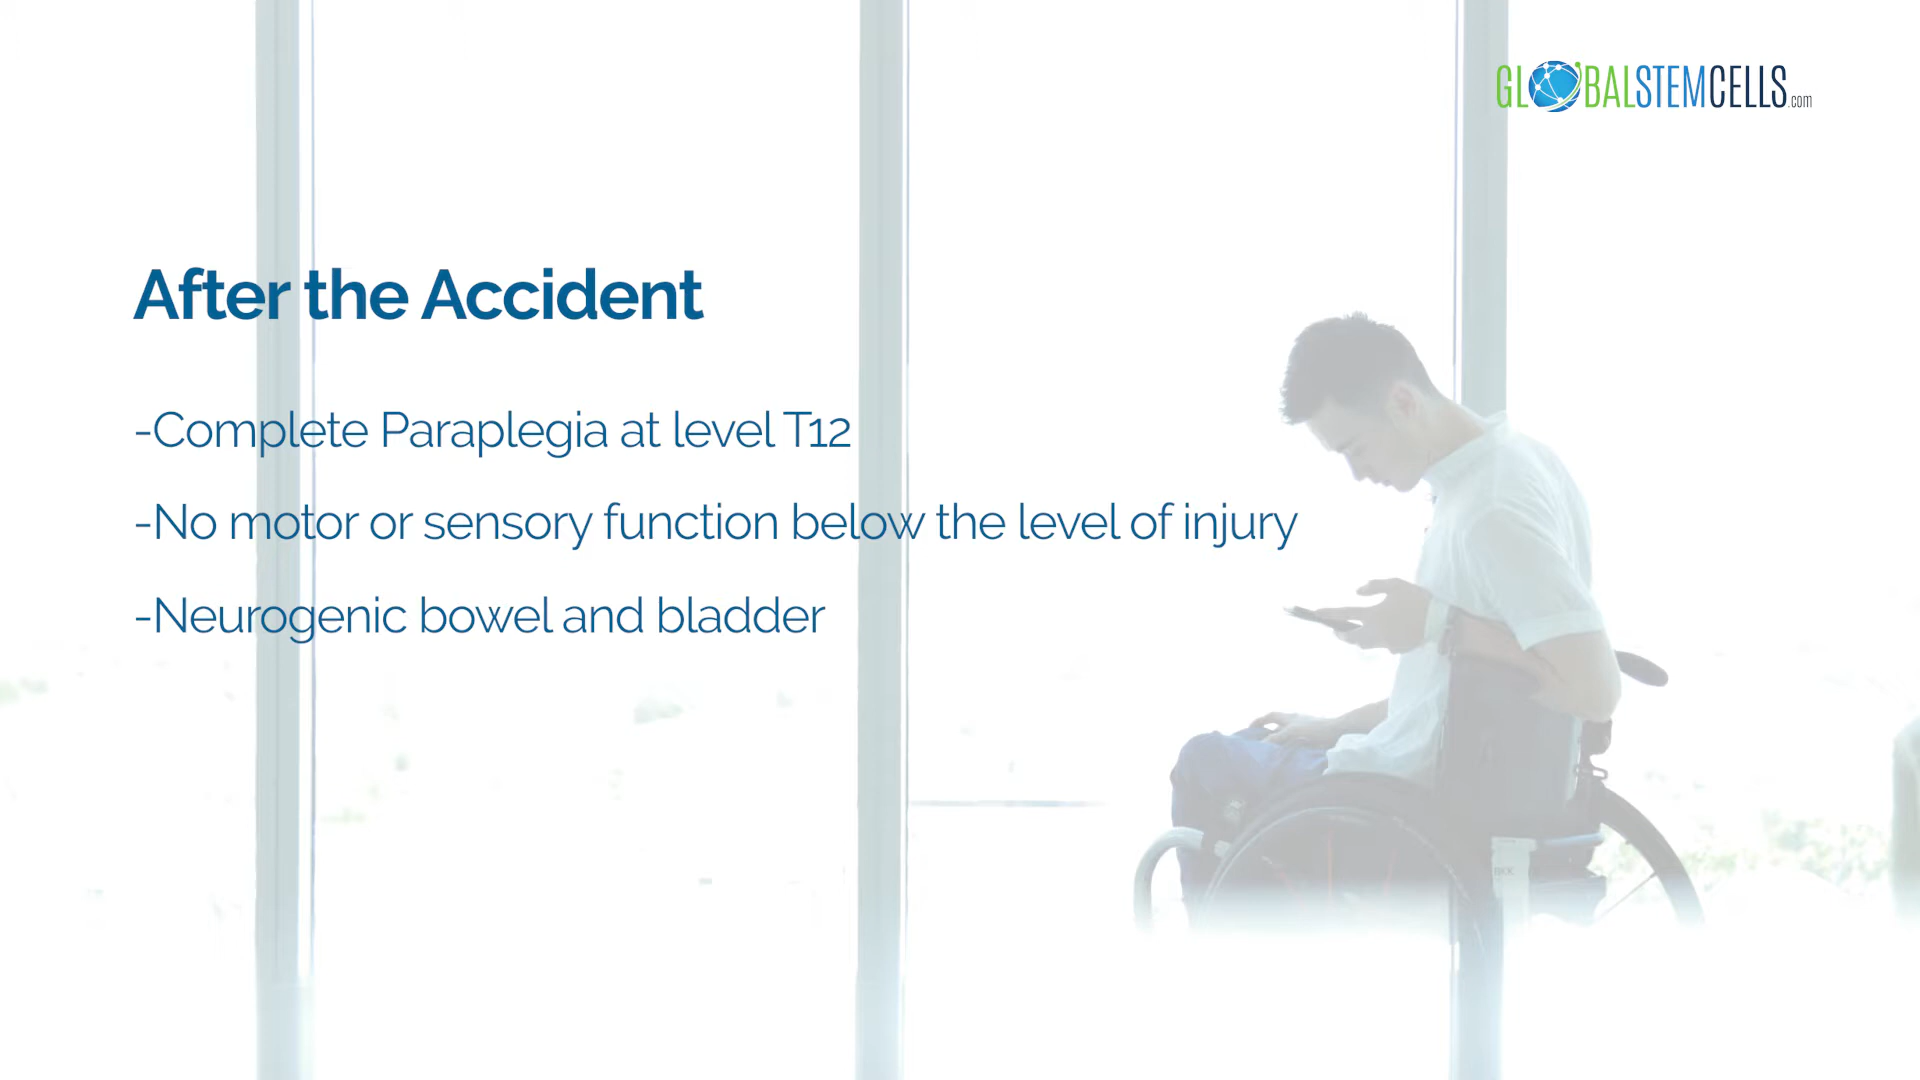 GLOBALSTEMCELLS.com
After the Accident
-Complete Paraplegia at level T12
-No motor or sensory function below the level of injury
-Neurogenic bowel and bladder